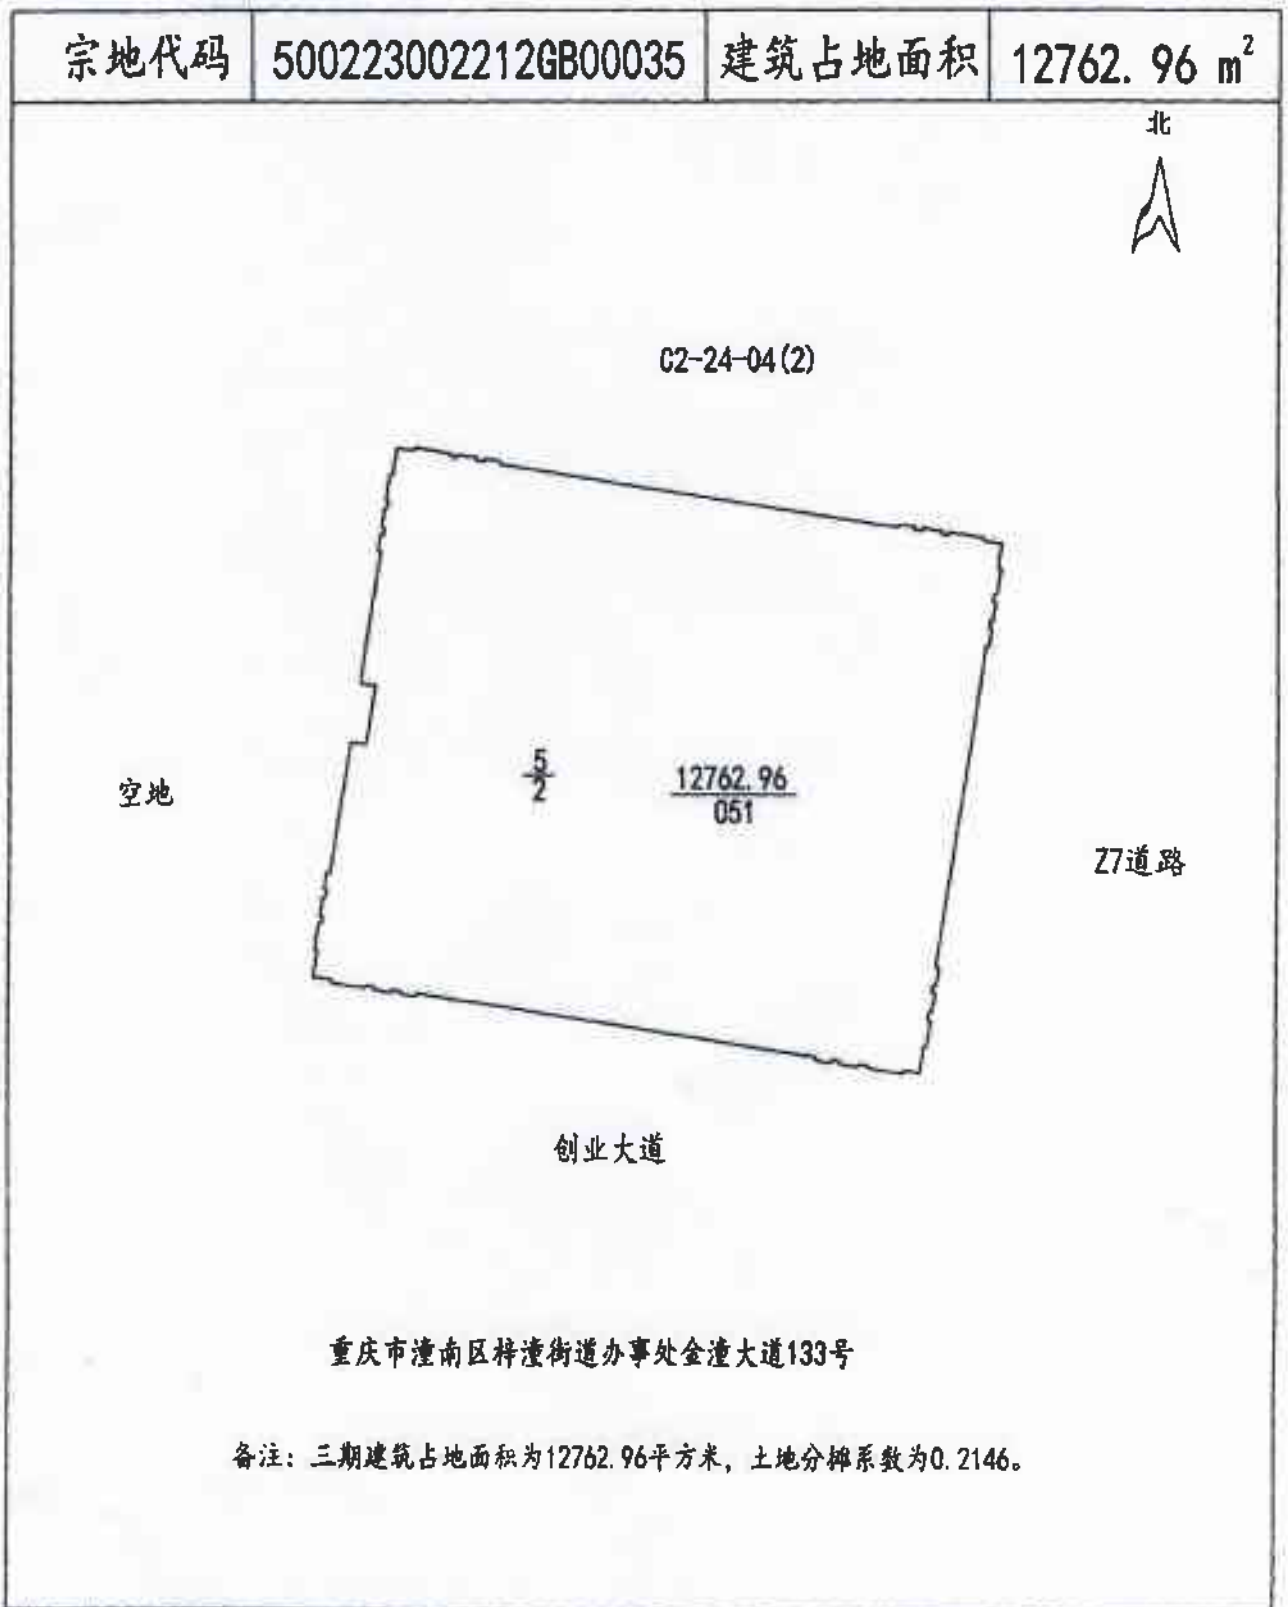 宗地代码 500223002212GB00035 建筑占地面积 12762.96 m²
北
C2-24-04(2)
5
2
12762.96
051
空地
Z7道路
创业大道
重庆市潼南区梓潼街道办事处金潼大道133号
备注：三期建筑占地面积为12762.96平方米，土地分摊系数为0.2146。